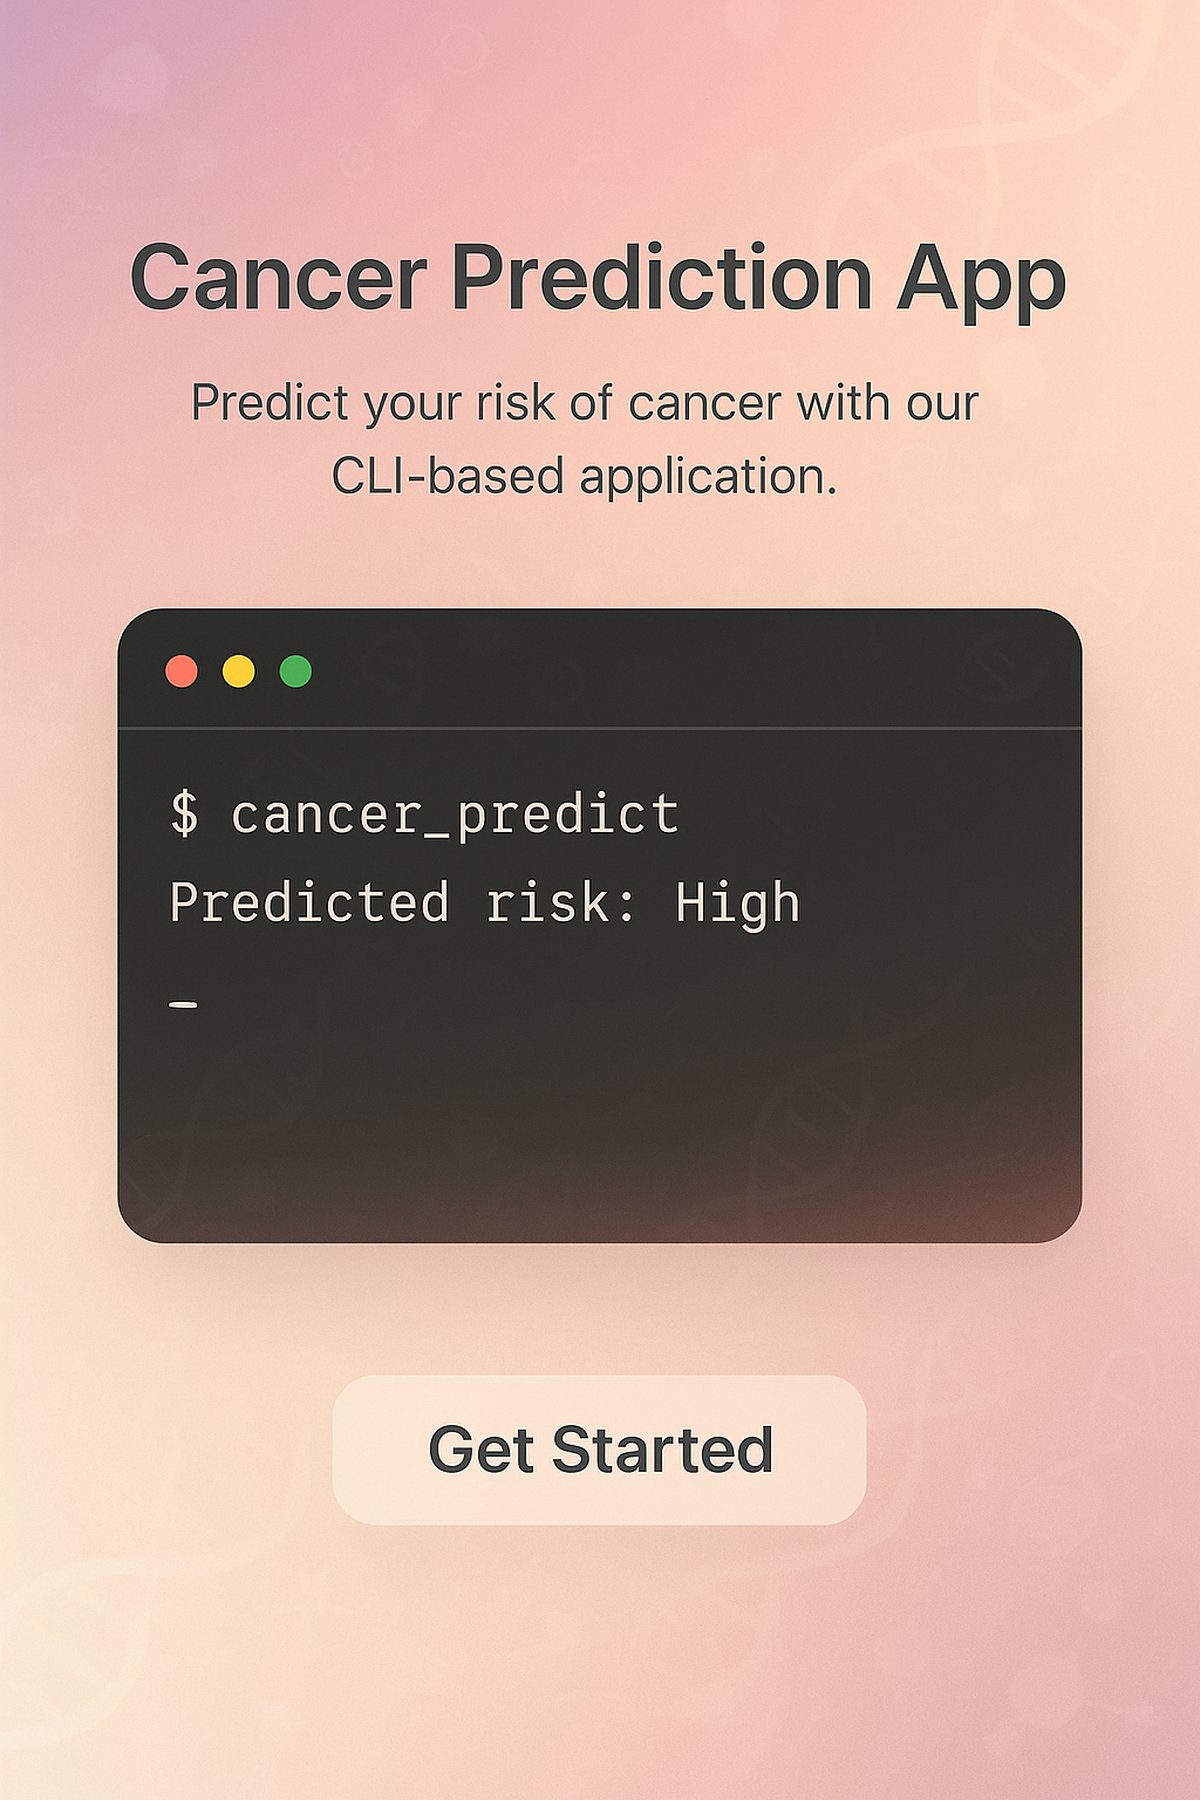 Cancer Prediction App
Predict your risk of cancer with our
CLI-based application.
$ cancer_predict
Predicted risk: High
_
Get Started